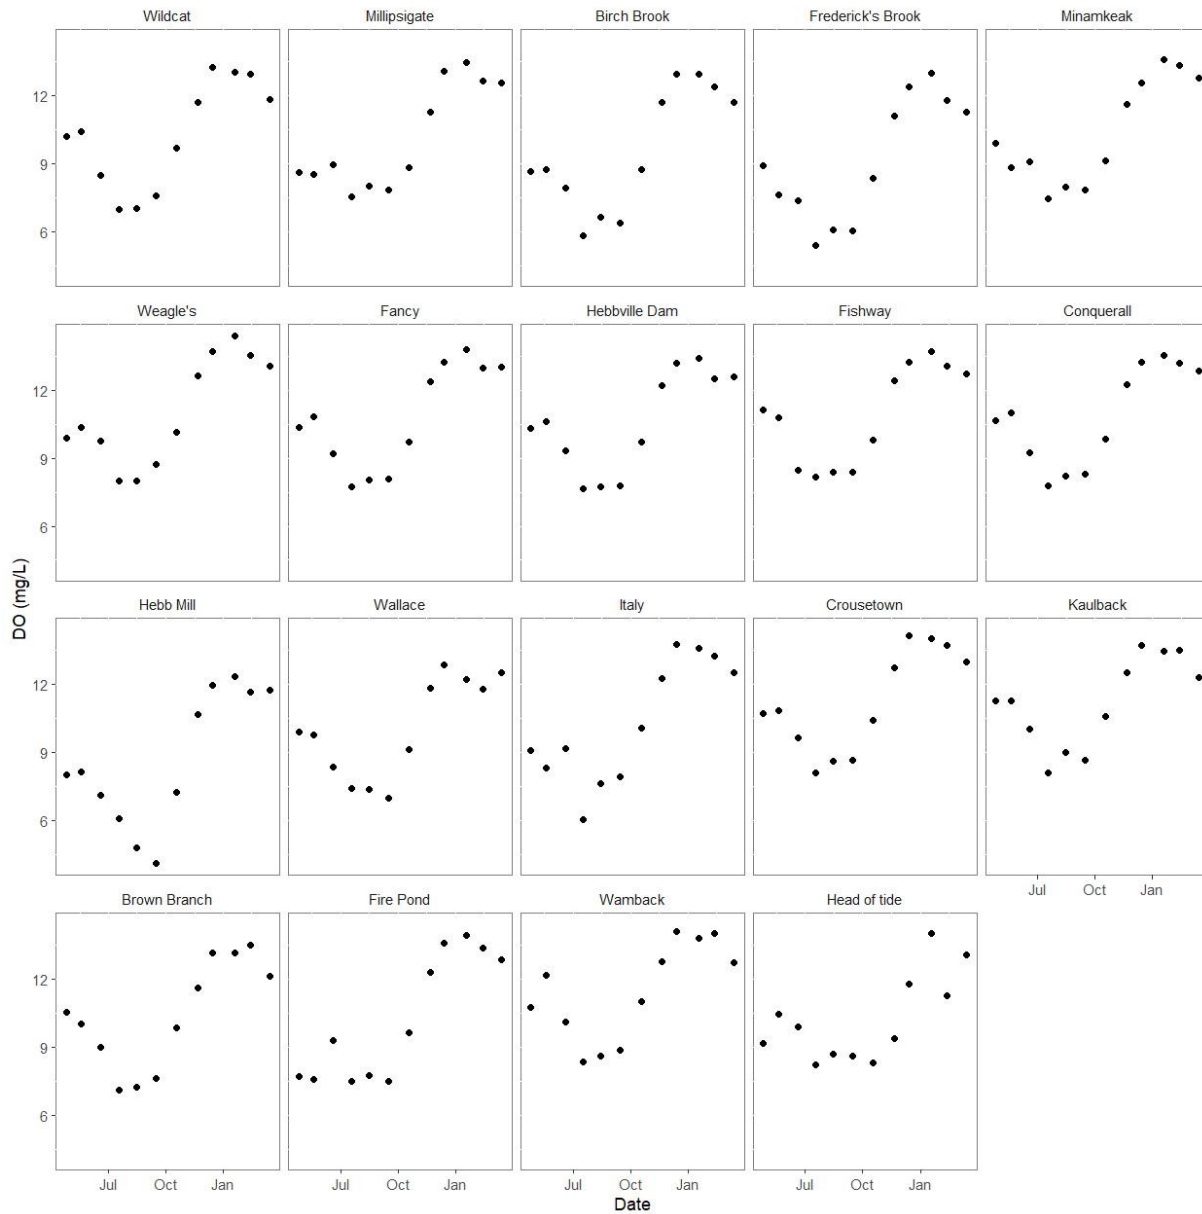 Wildcat Millipsigate Birch Brook Frederick's Brook Minamkeak
12
9
6
Weagle's Fancy Hebbville Dam Fishway Conquerall
12
9
6
DO (mg/L)
Hebb Mill Wallace Italy Crousetown Kaulback
12
9
6
Jul Oct Jan
Brown Branch Fire Pond Wamback Head of tide
12
9
6
Jul Oct Jan Jul Oct Jan Jul Oct Jan Jul Oct Jan
Date